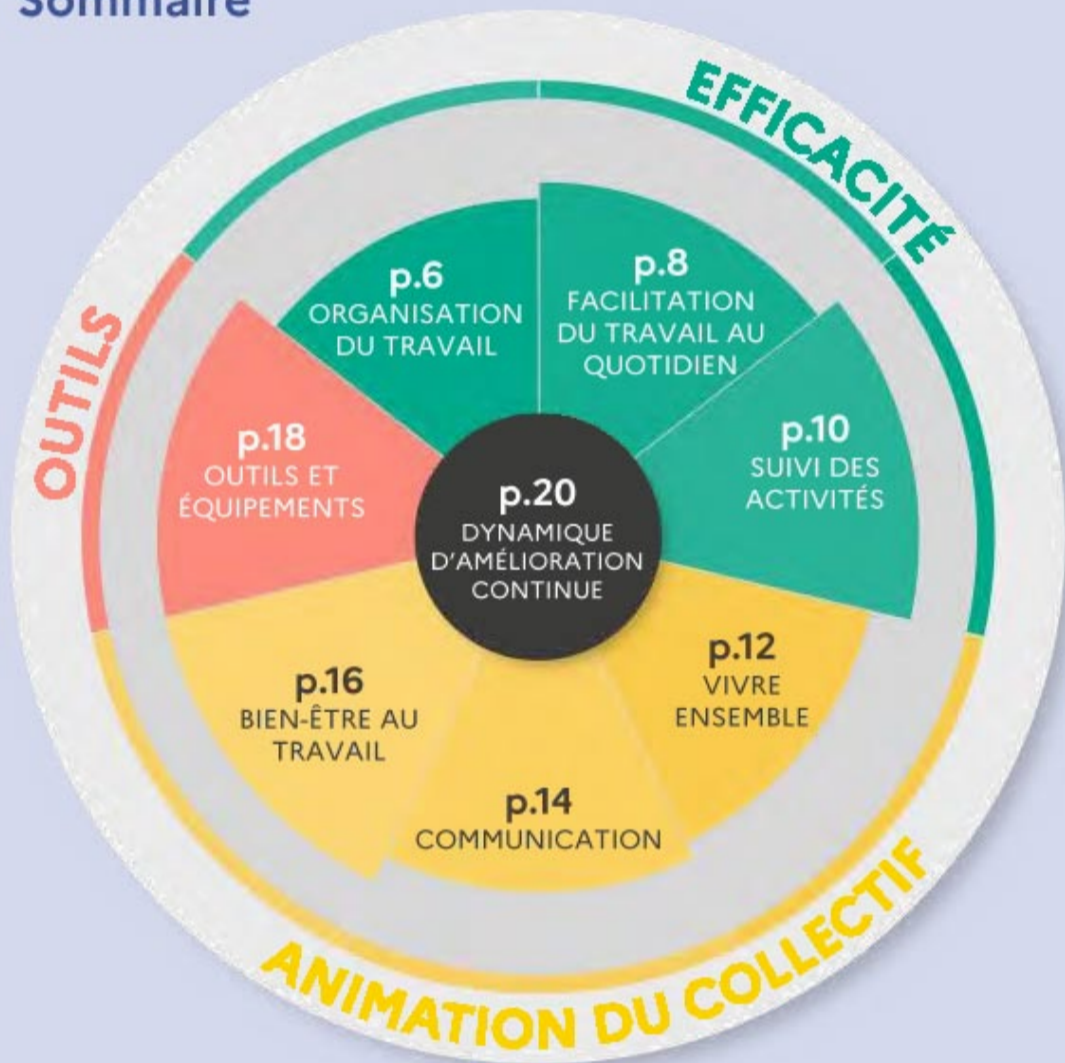 Sommaire
EFFICACITÉ
p.6
ORGANISATION
DU TRAVAIL
p.8
FACILITATION
DU TRAVAIL AU
QUOTIDIEN
p.10
SUIVI DES
ACTIVITÉS
OUTILS
p.18
OUTILS ET
ÉQUIPEMENTS
p.20
DYNAMIQUE
D'AMÉLIORATION
CONTINUE
p.12
VIVRE
ENSEMBLE
p.14
COMMUNICATION
p.16
BIEN-ÊTRE AU
TRAVAIL
ANIMATION DU COLLECTIF